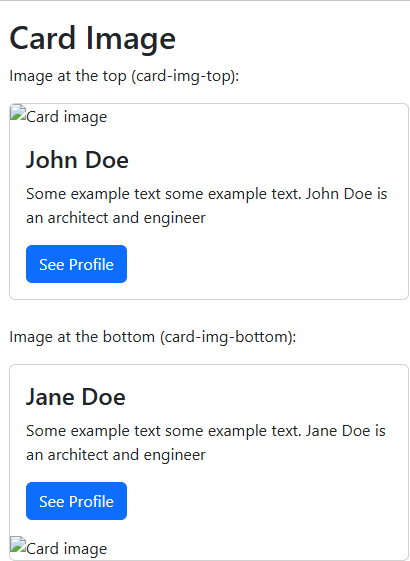 Card Image
Image at the top (card-img-top):
Card image
John Doe
Some example text some example text. John Doe is
an architect and engineer
See Profile
Image at the bottom (card-img-bottom):
Jane Doe
Some example text some example text. Jane Doe is
an architect and engineer
See Profile
Card image